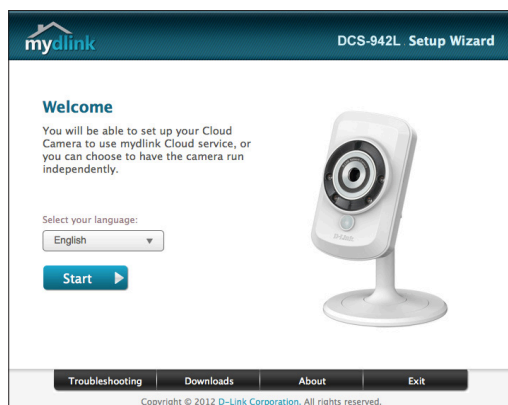 mydlink
DCS-942L Setup Wizard
Welcome
You will be able to set up your Cloud
Camera to use mydlink Cloud service, or
you can choose to have the camera run
independently.
Select your language:
English
Start
D-Link
Troubleshooting Downloads About Exit
Copyright © 2012 D-Link Corporation. All rights reserved.